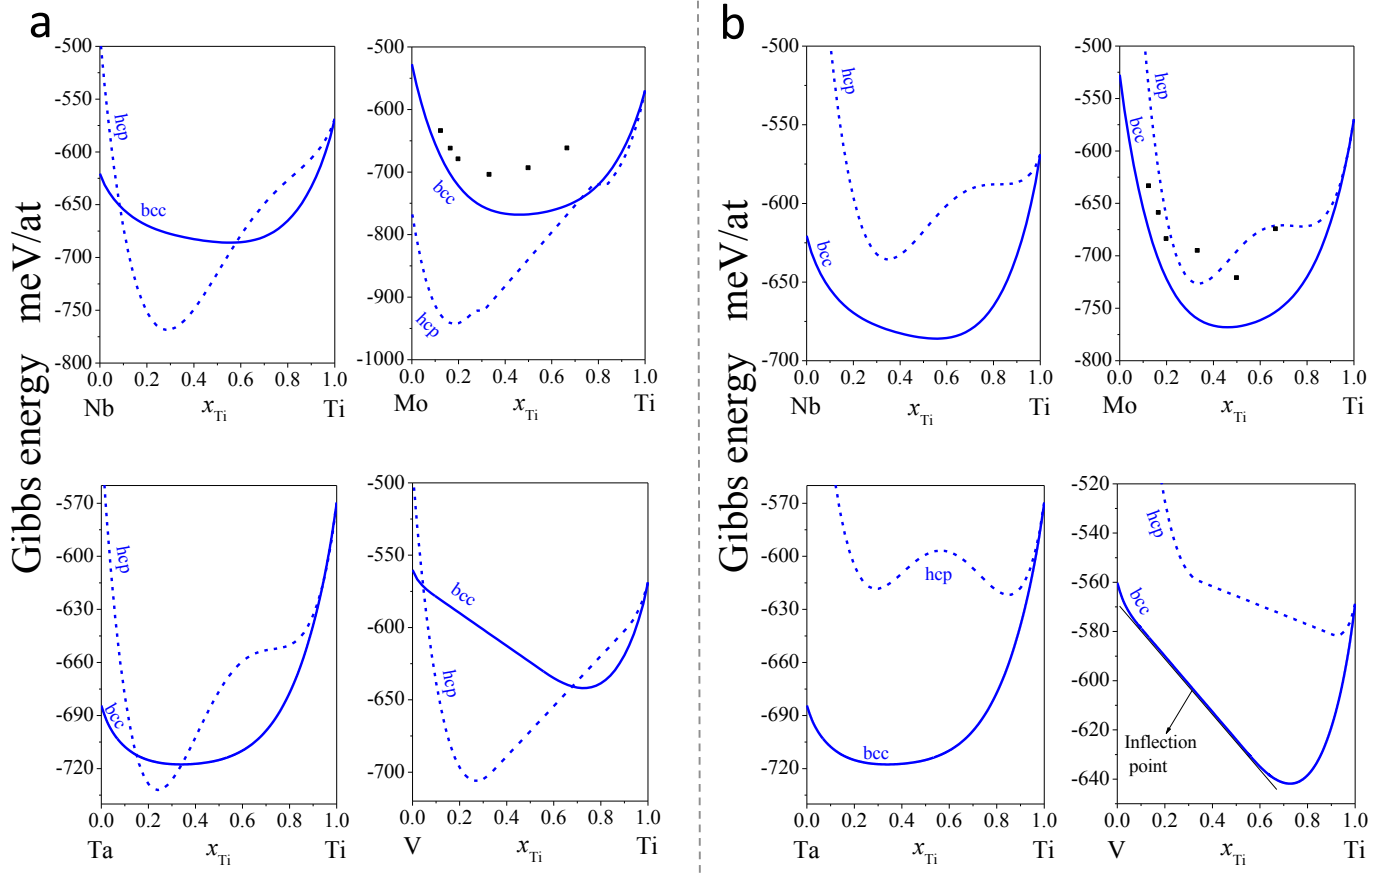 a
b
Gibbs energy meV/at
-500
-550
-600
-650
-700
-750
-800
hcp
bcc
0.0 0.2 0.4 0.6 0.8 1.0
Nb xTi Ti
-500
-600
-700
-800
-900
-1000
bcc
hcp
0.0 0.2 0.4 0.6 0.8 1.0
Mo xTi Ti
-570
-600
-630
-660
-690
-720
hcp
bcc
0.0 0.2 0.4 0.6 0.8 1.0
Ta xTi Ti
-500
-550
-600
-650
-700
bcc
hcp
0.0 0.2 0.4 0.6 0.8 1.0
V xTi Ti
Gibbs energy meV/at
-500
-550
-600
-650
-700
hcp
bcc
0.0 0.2 0.4 0.6 0.8 1.0
Nb xTi Ti
-500
-550
-600
-650
-700
-750
-800
hcp
bcc
0.0 0.2 0.4 0.6 0.8 1.0
Mo xTi Ti
-570
-600
-630
-660
-690
-720
hcp
bcc
0.0 0.2 0.4 0.6 0.8 1.0
Ta xTi Ti
-520
-540
-560
-580
-600
-620
-640
hcp
bcc
Inflection
point
0.0 0.2 0.4 0.6 0.8 1.0
V xTi Ti